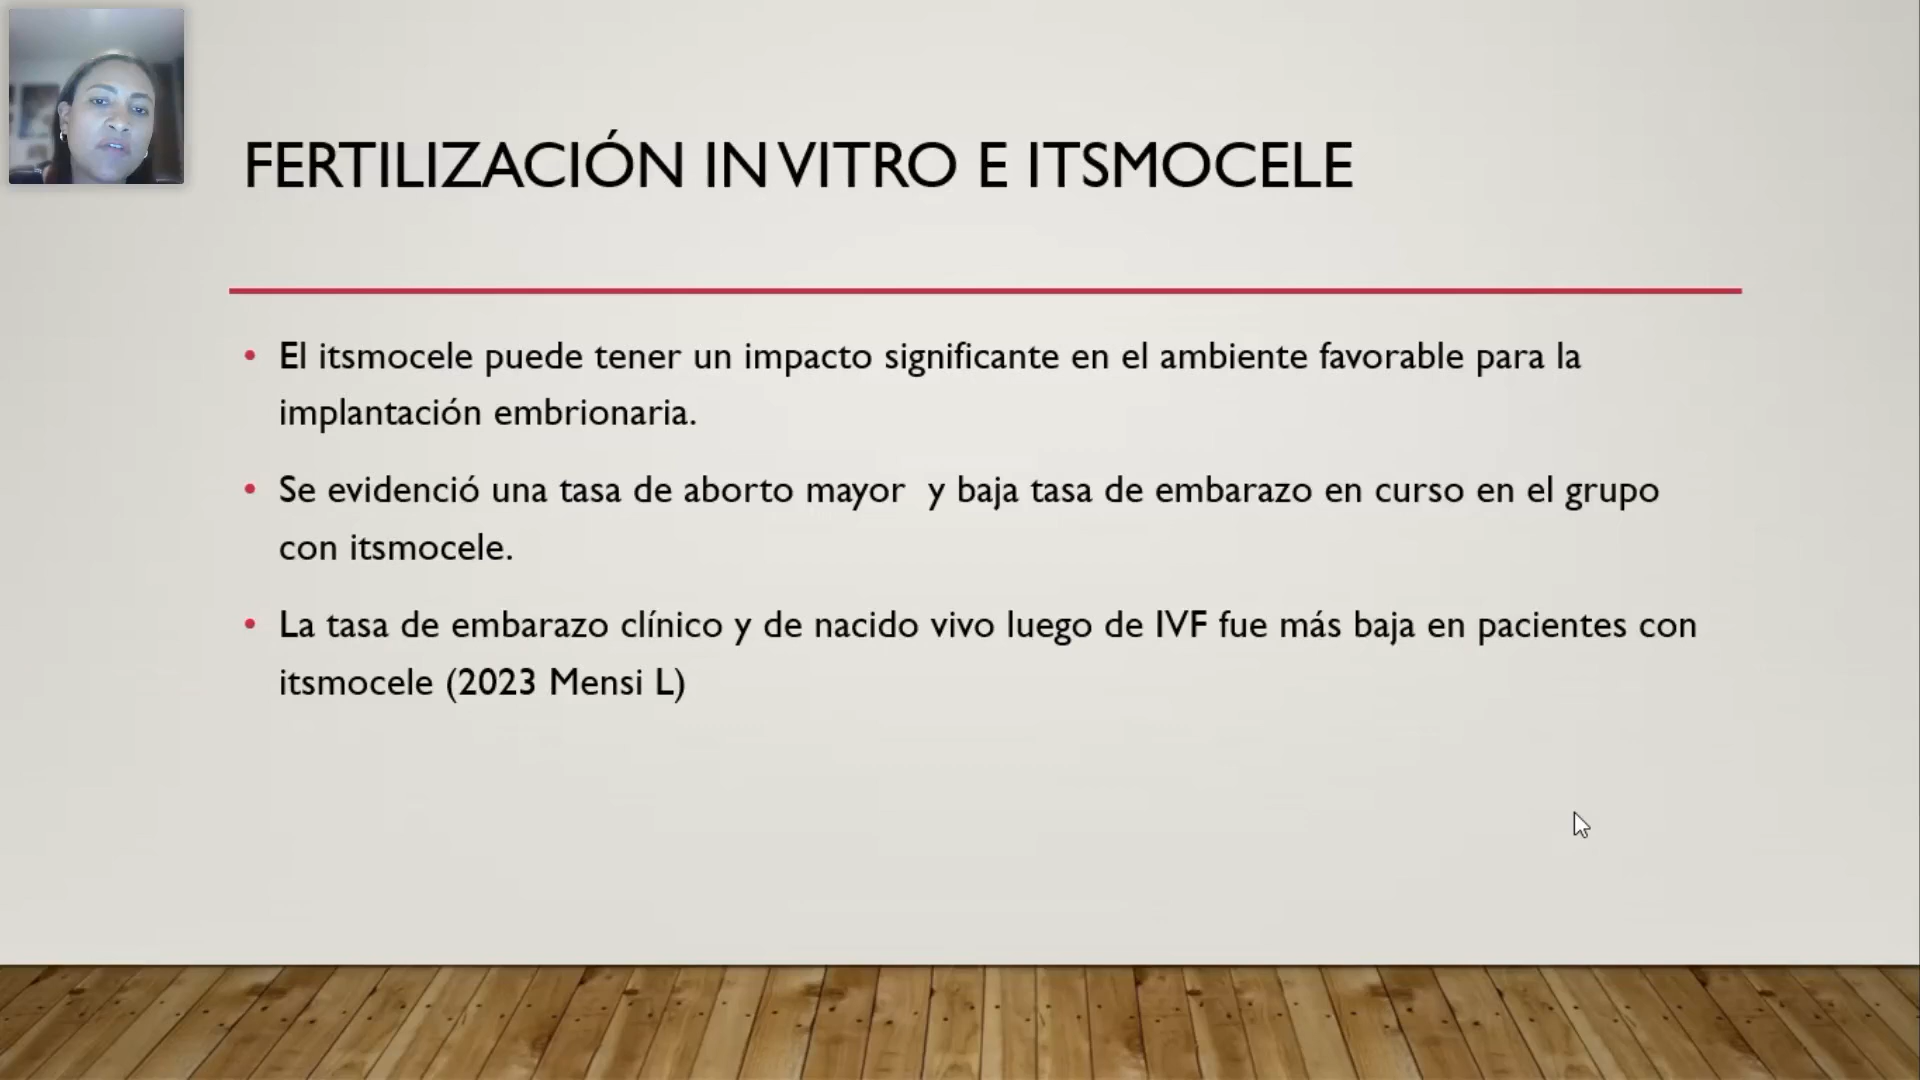 FERTILIZACIÓN IN VITRO E ITSMOCELE
• El itsmocele puede tener un impacto significante en el ambiente favorable para la
implantación embrionaria.
• Se evidenció una tasa de aborto mayor  y baja tasa de embarazo en curso en el grupo
con itsmocele.
• La tasa de embarazo clínico y de nacido vivo luego de IVF fue más baja en pacientes con
itsmocele (2023 Mensi L)